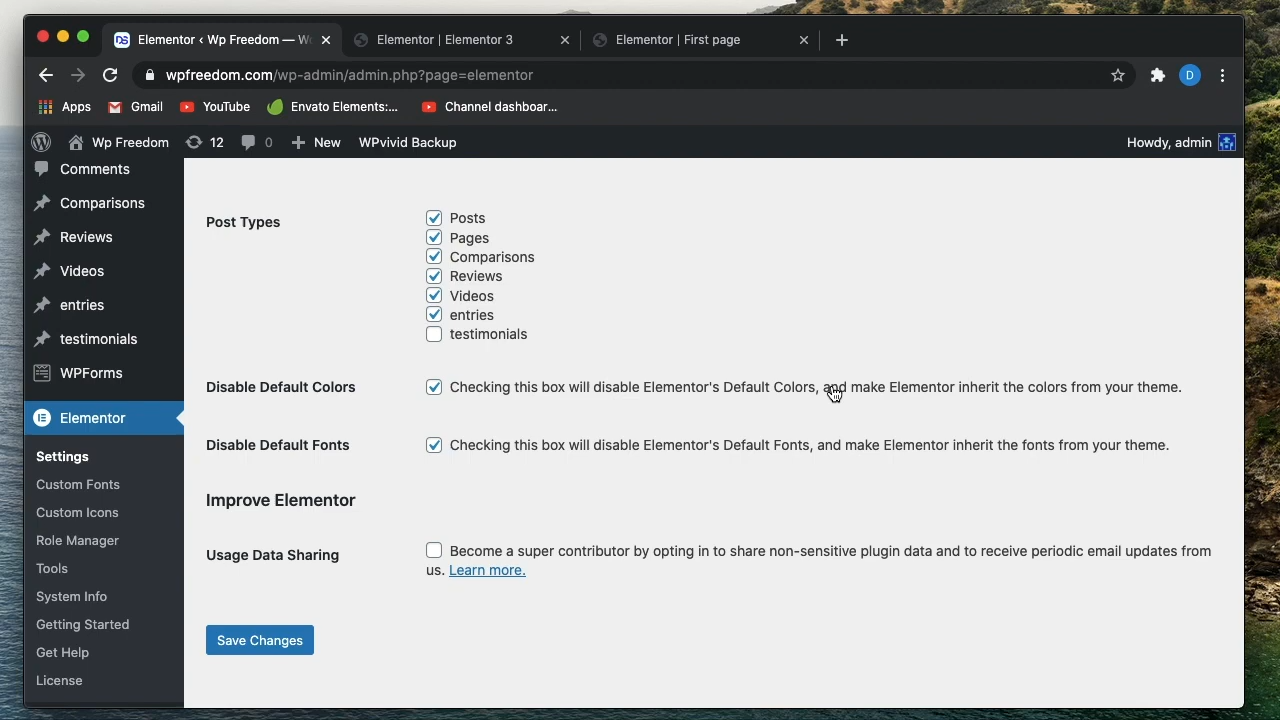 Elementor ‹ Wp Freedom — W
Elementor | Elementor 3
Elementor | First page
wpfreedom.com/wp-admin/admin.php?page=elementor
D
Apps
Gmail
YouTube
Envato Elements:...
Channel dashboar...
Wp Freedom
12
0
New
WPvivid Backup
Howdy, admin
Comments
Comparisons
Reviews
Videos
entries
testimonials
WPForms
Elementor
Settings
Custom Fonts
Custom Icons
Role Manager
Tools
System Info
Getting Started
Get Help
License
Post Types
Posts
Pages
Comparisons
Reviews
Videos
entries
testimonials
Disable Default Colors
Checking this box will disable Elementor's Default Colors, and make Elementor inherit the colors from your theme.
Disable Default Fonts
Checking this box will disable Elementor's Default Fonts, and make Elementor inherit the fonts from your theme.
Improve Elementor
Usage Data Sharing
Become a super contributor by opting in to share non-sensitive plugin data and to receive periodic email updates from
us. Learn more.
Save Changes